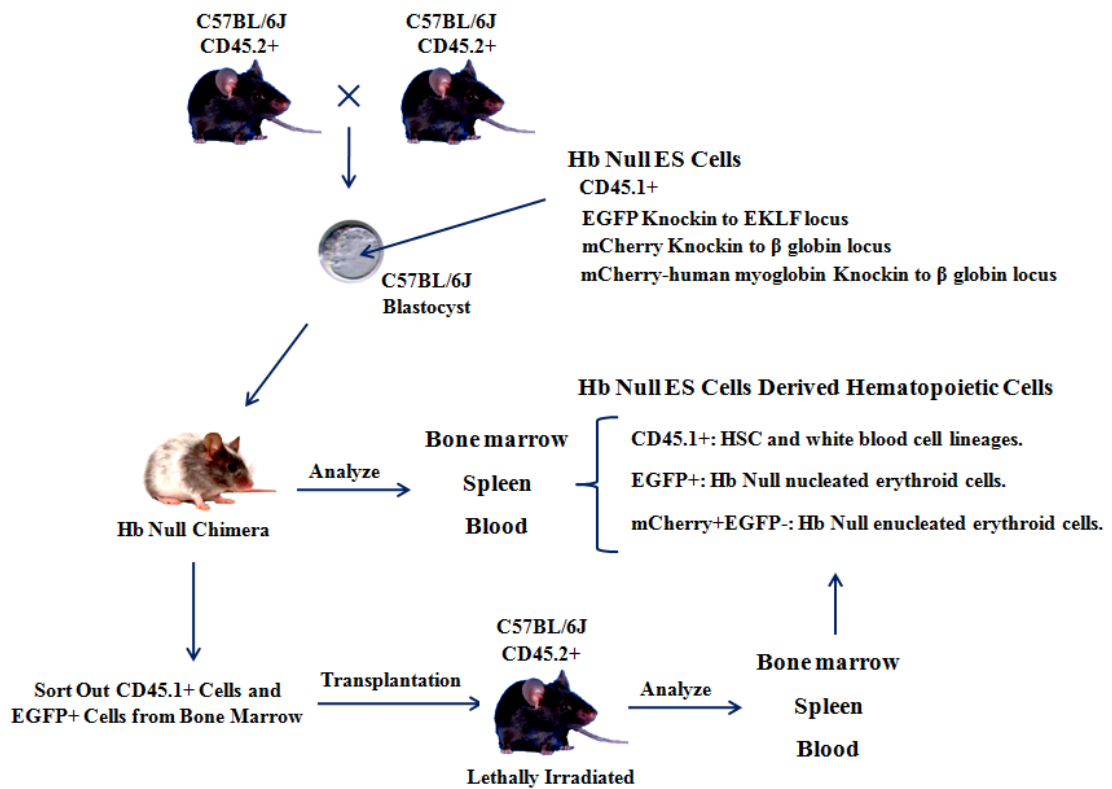 C57BL/6J
CD45.2+
C57BL/6J
CD45.2+
Hb Null ES Cells
CD45.1+
EGFP Knockin to EKLF locus
mCherry Knockin to β globin locus
mCherry-human myoglobin Knockin to β globin locus
C57BL/6J
Blastocyst
Hb Null ES Cells Derived Hematopoietic Cells
Hb Null Chimera
Analyze
Bone marrow
Spleen
Blood
CD45.1+: HSC and white blood cell lineages.
EGFP+: Hb Null nucleated erythroid cells.
mCherry+EGFP-: Hb Null enucleated erythroid cells.
Sort Out CD45.1+ Cells and
EGFP+ Cells from Bone Marrow
Transplantation
C57BL/6J
CD45.2+
Lethally Irradiated
Analyze
Bone marrow
Spleen
Blood